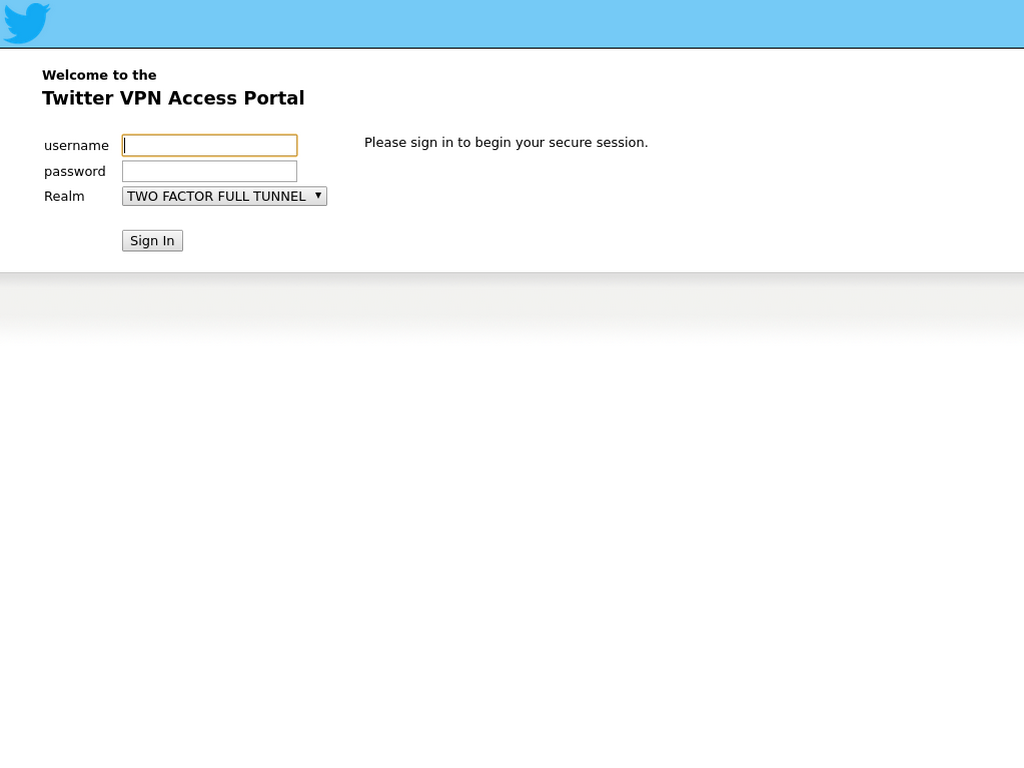 Welcome to the
Twitter VPN Access Portal
username
Please sign in to begin your secure session.
password
Realm TWO FACTOR FULL TUNNEL
Sign In